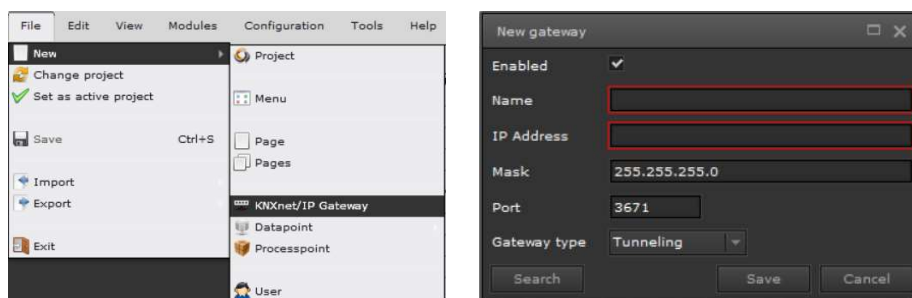 File Edit View Modules Configuration Tools Help
New
Change project
Set as active project
Save Ctrl+S
Import
Export
Exit
Project
Menu
Page
Pages
KNXnet/IP Gateway
Datapoint
Processpoint
User
New gateway
Enabled
Name
IP Address
Mask 255.255.255.0
Port 3671
Gateway type Tunneling
Search Save Cancel